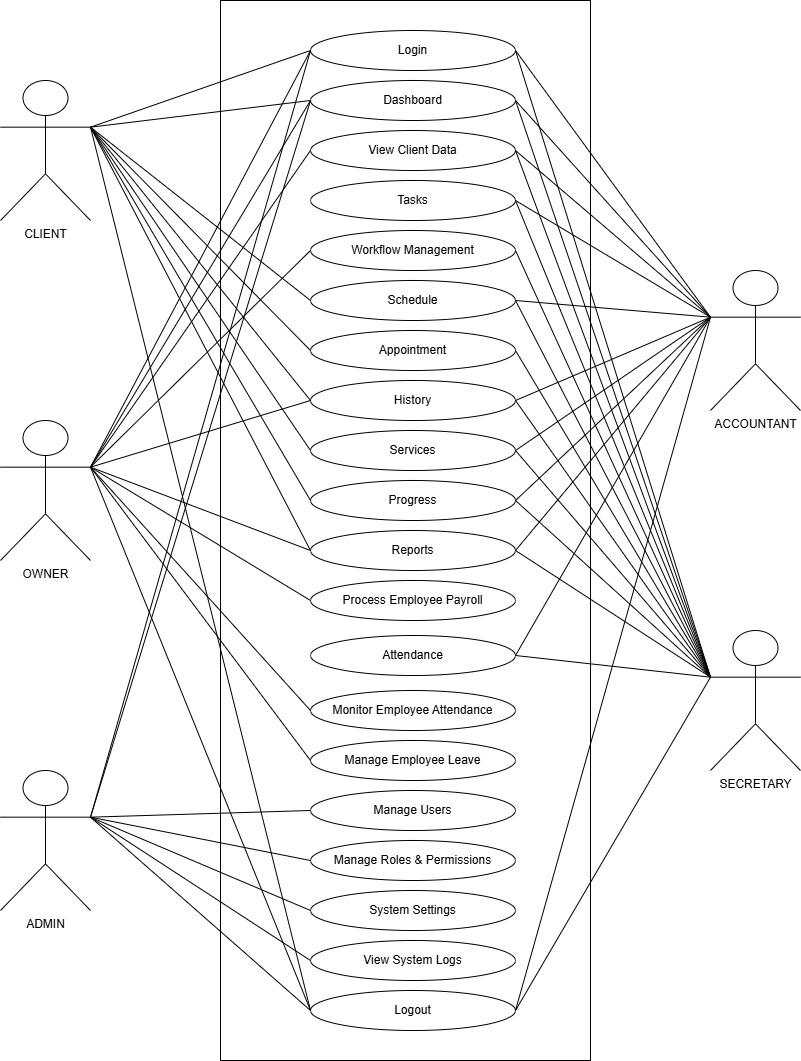 Login
Dashboard
View Client Data
Tasks
CLIENT
Workflow Management
Schedule
Appointment
History
ACCOUNTANT
Services
Progress
Reports
OWNER
Process Employee Payroll
Attendance
Monitor Employee Attendance
Manage Employee Leave
SECRETARY
Manage Users
Manage Roles & Permissions
System Settings
ADMIN
View System Logs
Logout